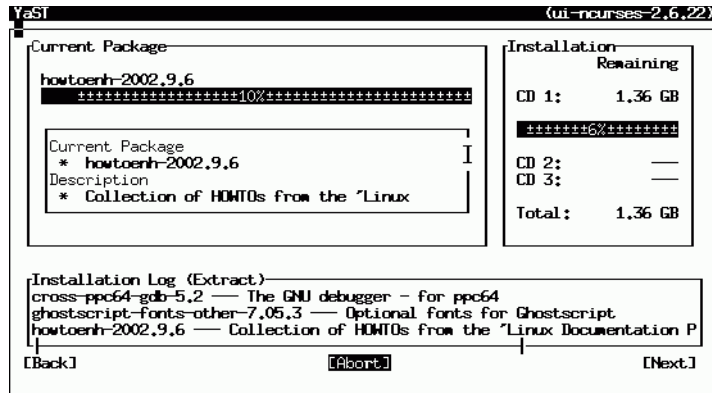 YaST (ui-ncurses-2.6.22)
Current Package
howtoenh-2002.9.6
10%
Current Package
* howtoenh-2002.9.6
Description
* Collection of HOWTOs from the "Linux
Installation
Remaining
CD 1: 1.36 GB
6%
CD 2: ---
CD 3: ---
Total: 1.36 GB
Installation Log (Extract)
cross-ppc64-gdb-5.2 -- The GNU debugger - for ppc64
ghostscript-fonts-other-7.05.3 -- Optional fonts for Ghostscript
howtoenh-2002.9.6 -- Collection of HOWTOs from the "Linux Documentation P
[Back] [Abort] [Next]